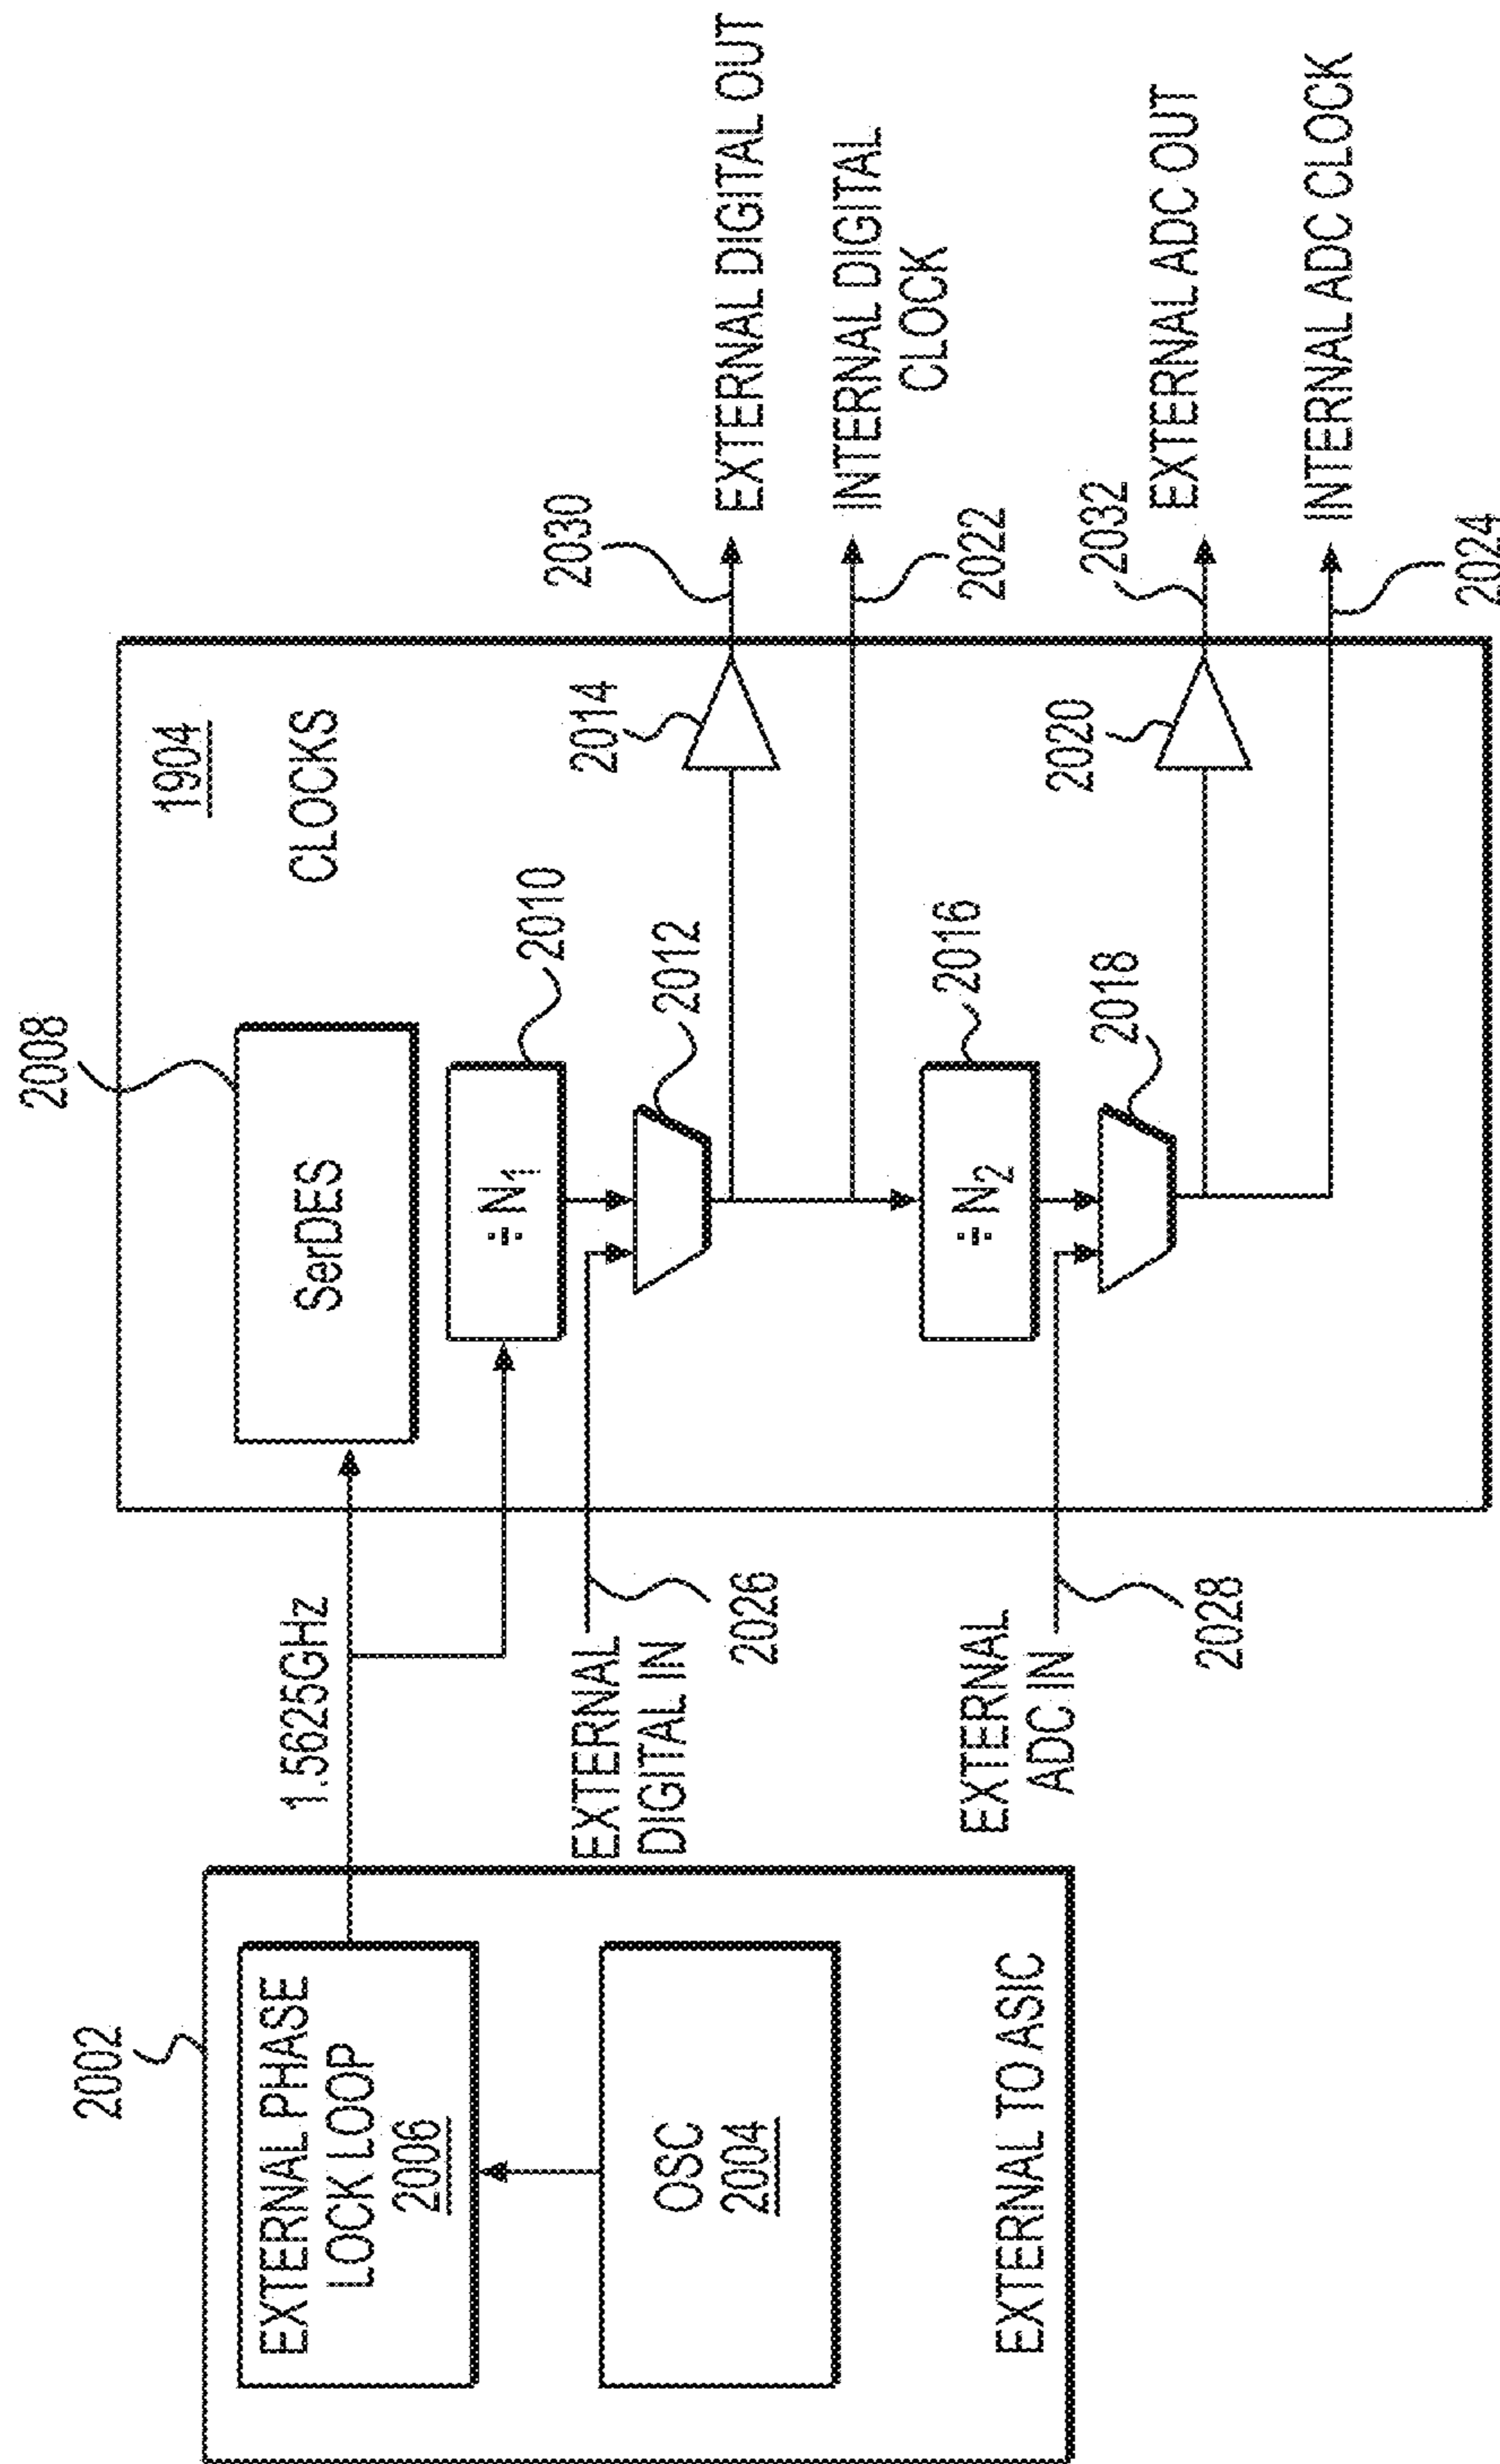 2002
EXTERNAL PHASE
LOCK LOOP
2006
OSC
2004
EXTERNAL TO ASIC
1.5625GHz
EXTERNAL
DIGITAL IN
2026
EXTERNAL
ADC IN
2028
2008
SerDES
1904
CLOCKS
÷N₁
2010
2012
2014
÷N₂
2016
2018
2020
2030
EXTERNAL DIGITAL OUT
INTERNAL DIGITAL
CLOCK
2022
2032
EXTERNAL ADC OUT
INTERNAL ADC CLOCK
2024